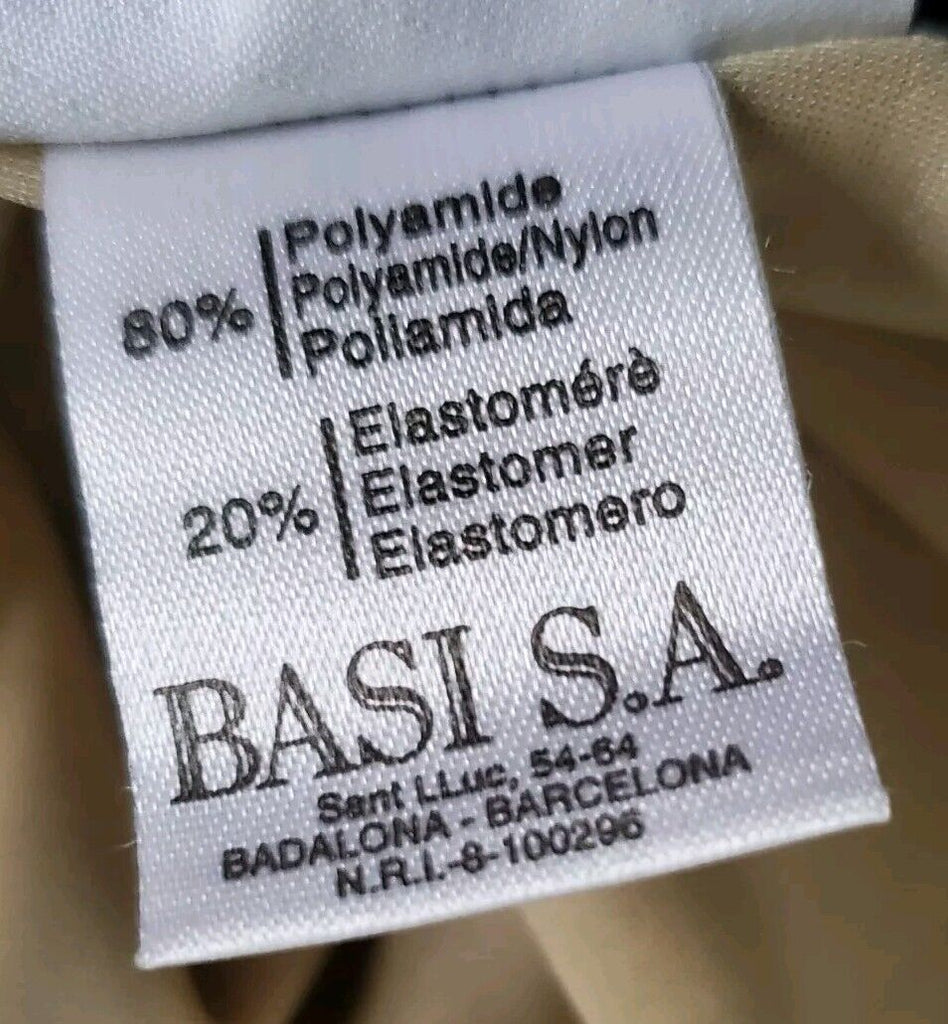 80%
Polyamide
Polyamide/Nylon
Poliamida
20%
Elastomérè
Elastomer
Elastomero
BASI S.A.
Sant LLuc, 54-64
BADALONA - BARCELONA
N.R.I.-8-100296